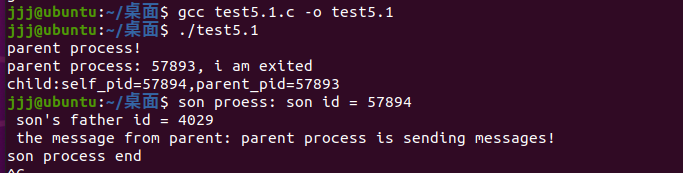 jjj@ubuntu:~/桌面$ gcc test5.1.c -o test5.1
jjj@ubuntu:~/桌面$ ./test5.1
parent process!
parent process: 57893, i am exited
child:self_pid=57894,parent_pid=57893
jjj@ubuntu:~/桌面$ son proess: son id = 57894
 son's father id = 4029
 the message from parent: parent process is sending messages!
son process end
^C